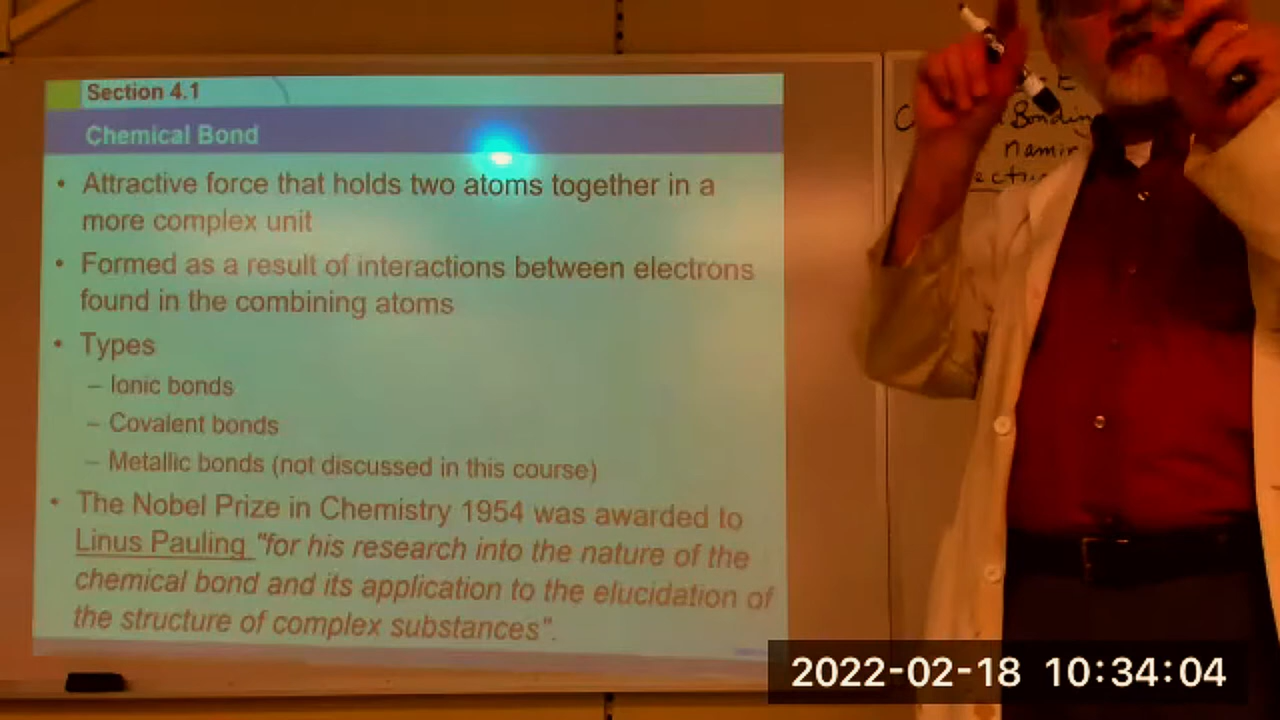 Section 4.1
Chemical Bond
• Attractive force that holds two atoms together in a
more complex unit
• Formed as a result of interactions between electrons
found in the combining atoms
• Types
– Ionic bonds
– Covalent bonds
– Metallic bonds (not discussed in this course)
• The Nobel Prize in Chemistry 1954 was awarded to
Linus Pauling "for his research into the nature of the
chemical bond and its application to the elucidation of
the structure of complex substances".
Bonding
2022-02-18 10:34:04